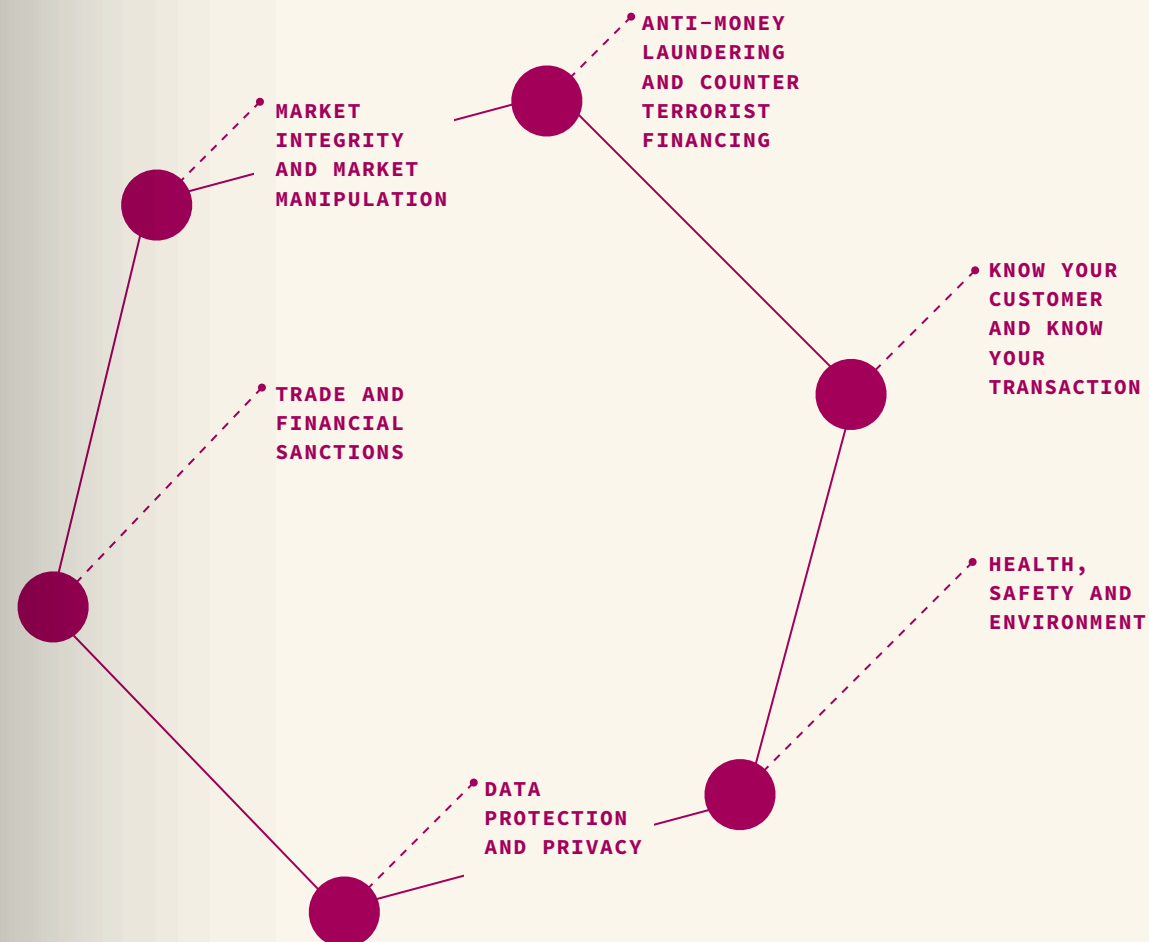 ANTI-MONEY
LAUNDERING
AND COUNTER
TERRORIST
FINANCING
MARKET
INTEGRITY
AND MARKET
MANIPULATION
KNOW YOUR
CUSTOMER
AND KNOW
YOUR
TRANSACTION
TRADE AND
FINANCIAL
SANCTIONS
HEALTH,
SAFETY AND
ENVIRONMENT
DATA
PROTECTION
AND PRIVACY